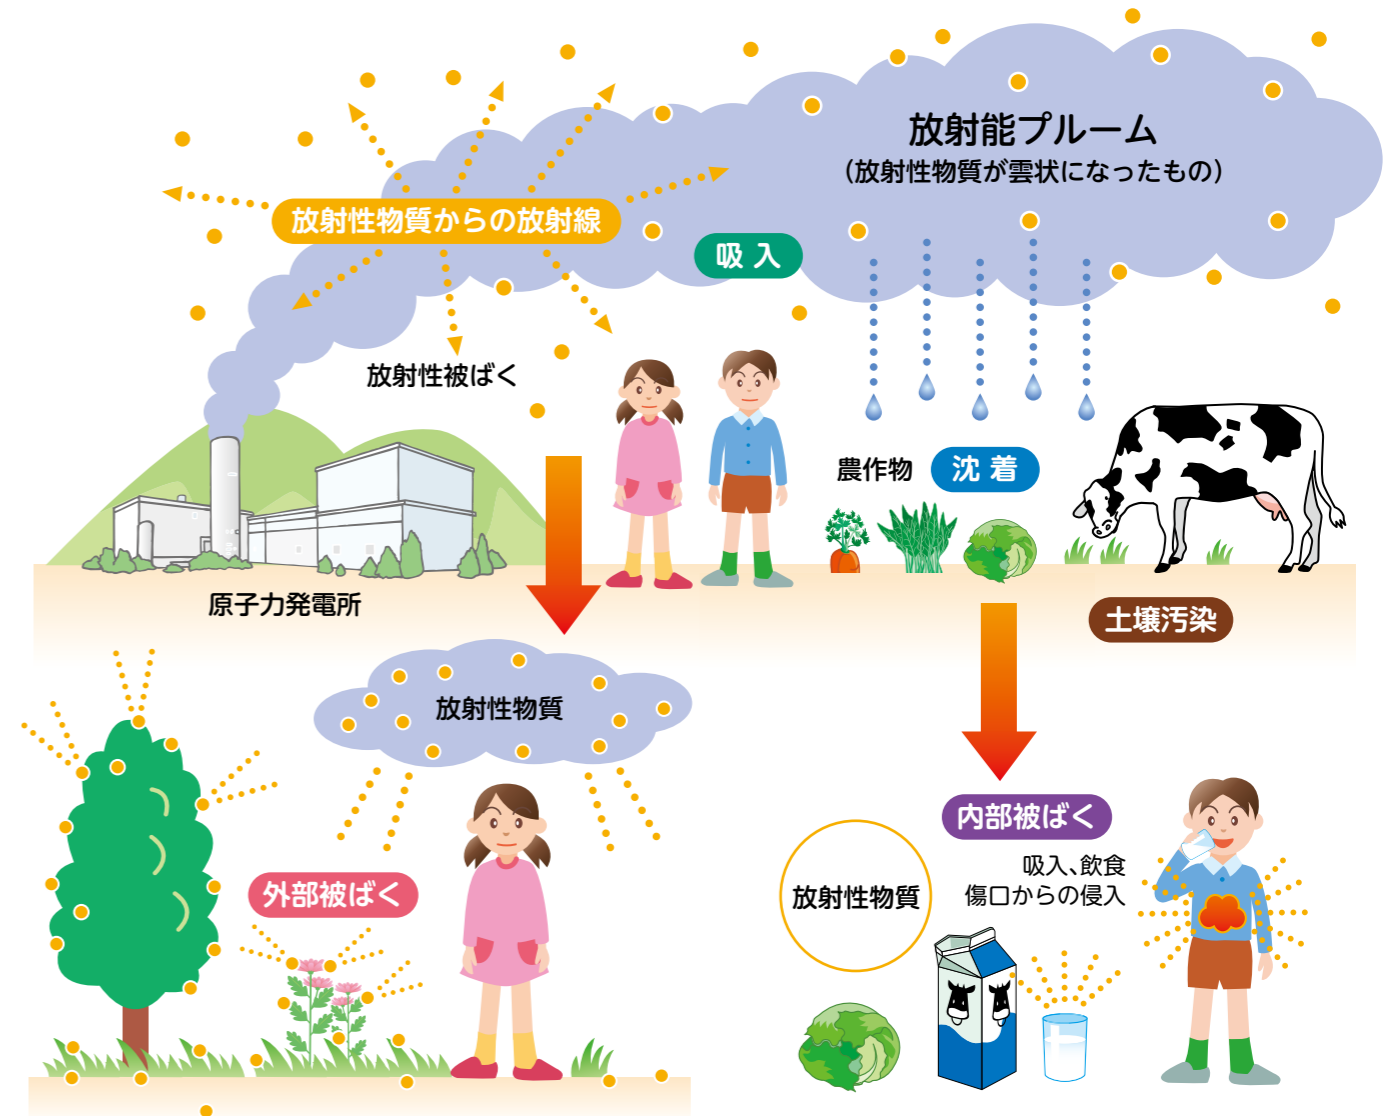 放射能プルーム
（放射性物質が雲状になったもの）
放射性物質からの放射線
吸 入
放射性被ばく
農作物
沈 着
原子力発電所
土壌汚染
放射性物質
外部被ばく
内部被ばく
吸入、飲食
傷口からの侵入
放射性物質